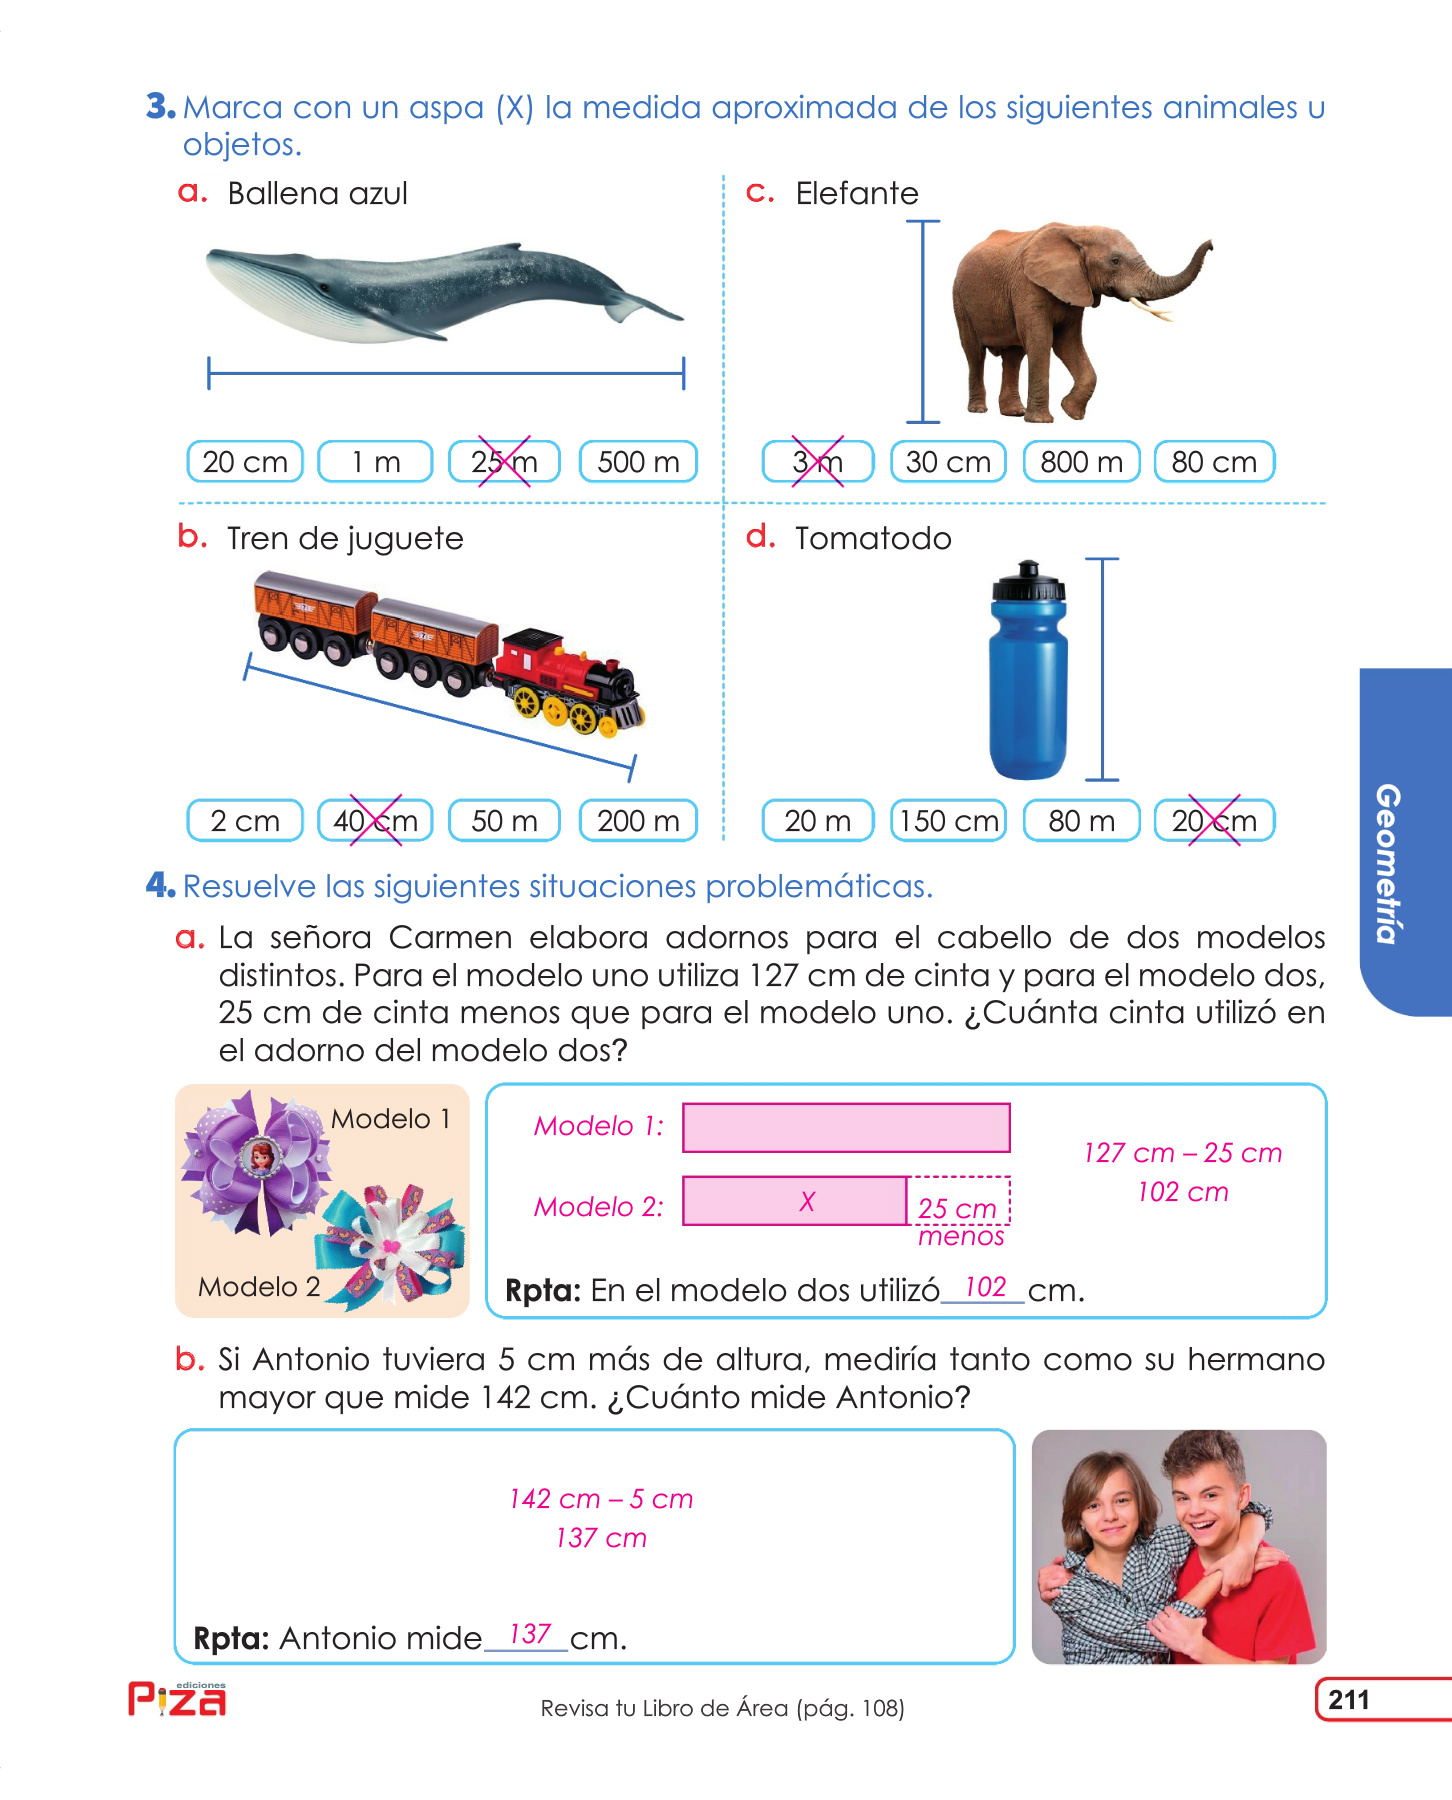 3. Marca con un aspa (X) la medida aproximada de los siguientes animales u
objetos.
a. Ballena azul
20 cm
1 m
25 m
500 m
c. Elefante
3 m
30 cm
800 m
80 cm
b. Tren de juguete
2 cm
40 cm
50 m
200 m
d. Tomatodo
20 m
150 cm
80 m
20 cm
Geometría
4. Resuelve las siguientes situaciones problemáticas.
a. La señora Carmen elabora adornos para el cabello de dos modelos
distintos. Para el modelo uno utiliza 127 cm de cinta y para el modelo dos,
25 cm de cinta menos que para el modelo uno. ¿Cuánta cinta utilizó en
el adorno del modelo dos?
Modelo 1
Modelo 2
Modelo 1:
Modelo 2:
X
25 cm
menos
127 cm – 25 cm
102 cm
Rpta: En el modelo dos utilizó 102 cm.
b. Si Antonio tuviera 5 cm más de altura, mediría tanto como su hermano
mayor que mide 142 cm. ¿Cuánto mide Antonio?
142 cm – 5 cm
137 cm
Rpta: Antonio mide 137 cm.
ediciones
Piza
Revisa tu Libro de Área (pág. 108)
211